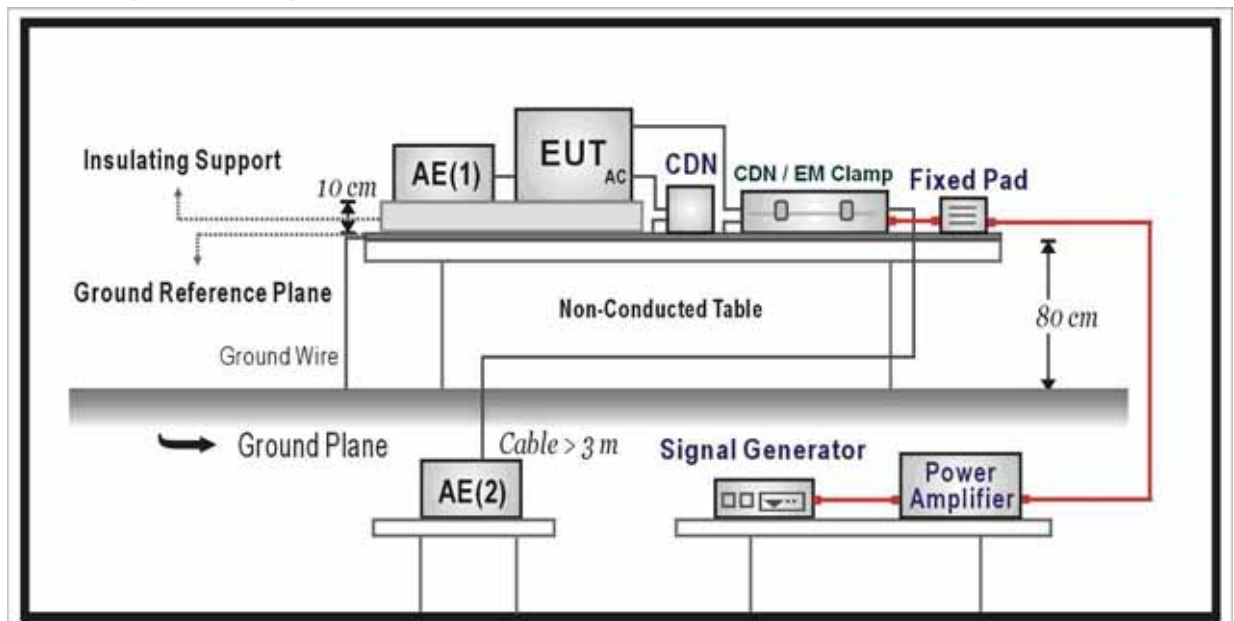 Insulating Support
10 cm
AE(1)
EUT
AC
CDN
CDN / EM Clamp
Fixed Pad
Ground Reference Plane
Non-Conducted Table
80 cm
Ground Wire
Ground Plane
Cable > 3 m
Signal Generator
AE(2)
Power
Amplifier